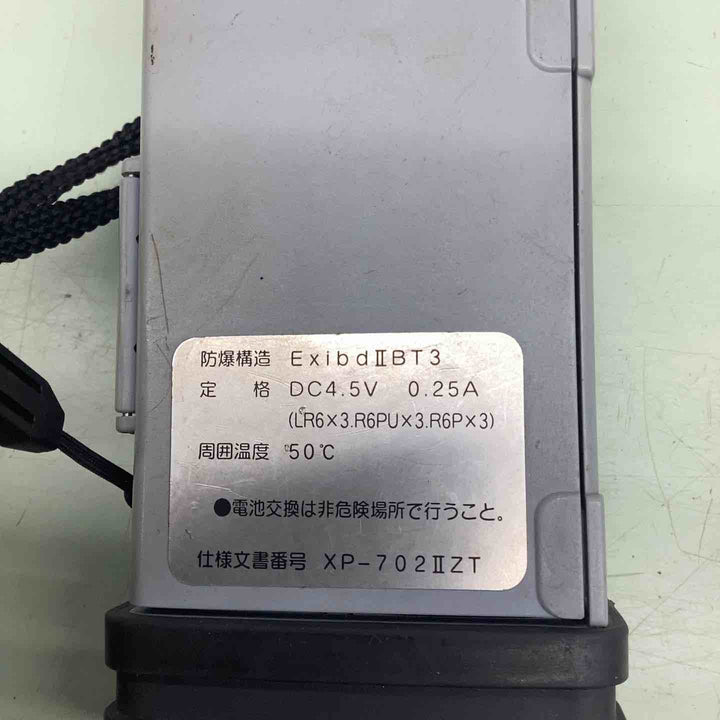 防爆構造 ExibdⅡBT3
定格 DC4.5V 0.25A
(LR6×3.R6PU×3.R6P×3)
周囲温度 50℃
●電池交換は非危険場所で行うこと。
仕様文書番号 XP-702ⅡZT